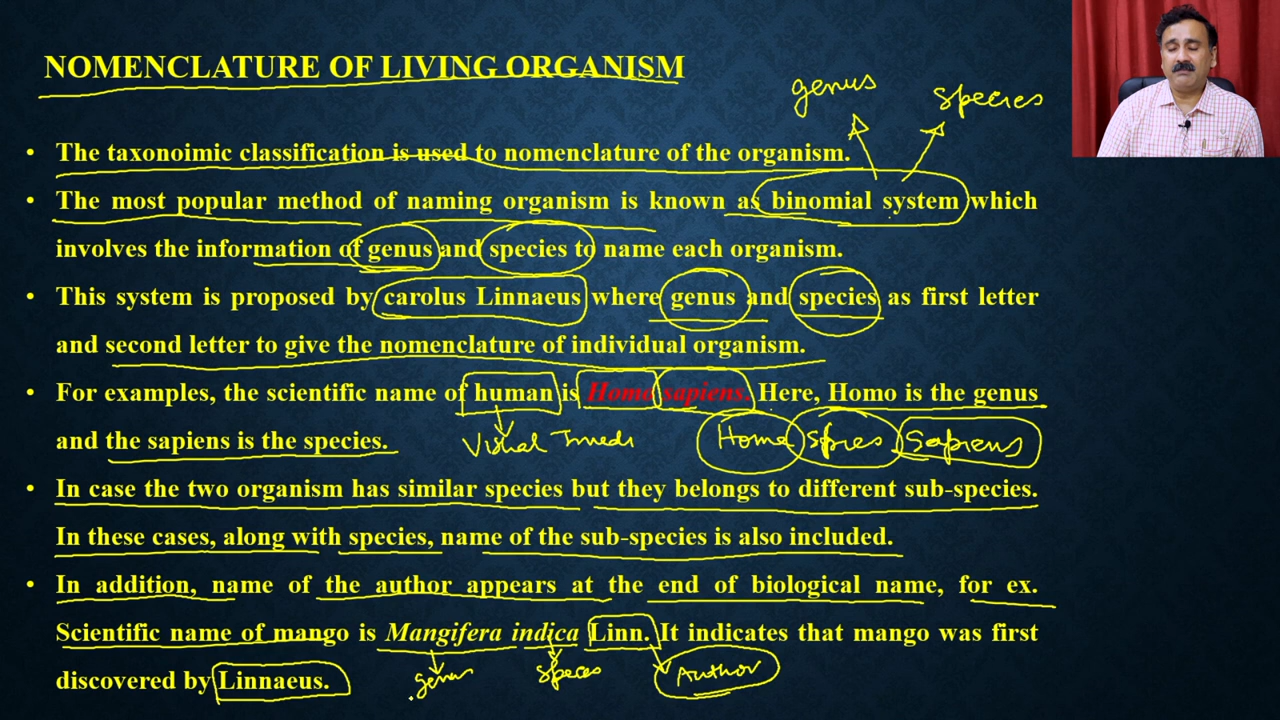 NOMENCLATURE OF LIVING ORGANISM
genus
species
• The taxonoimic classification is used to nomenclature of the organism.
• The most popular method of naming organism is known as binomial system which
involves the information of genus and species to name each organism.
• This system is proposed by carolus Linnaeus where genus and species as first letter
and second letter to give the nomenclature of individual organism.
• For examples, the scientific name of human is Homo sapiens. Here, Homo is the genus
and the sapiens is the species.
Homo
Sapiens
• In case the two organism has similar species but they belongs to different sub-species.
In these cases, along with species, name of the sub-species is also included.
• In addition, name of the author appears at the end of biological name, for ex.
Scientific name of mango is Mangifera indica Linn. It indicates that mango was first
discovered by Linnaeus.
genus
speces
Author